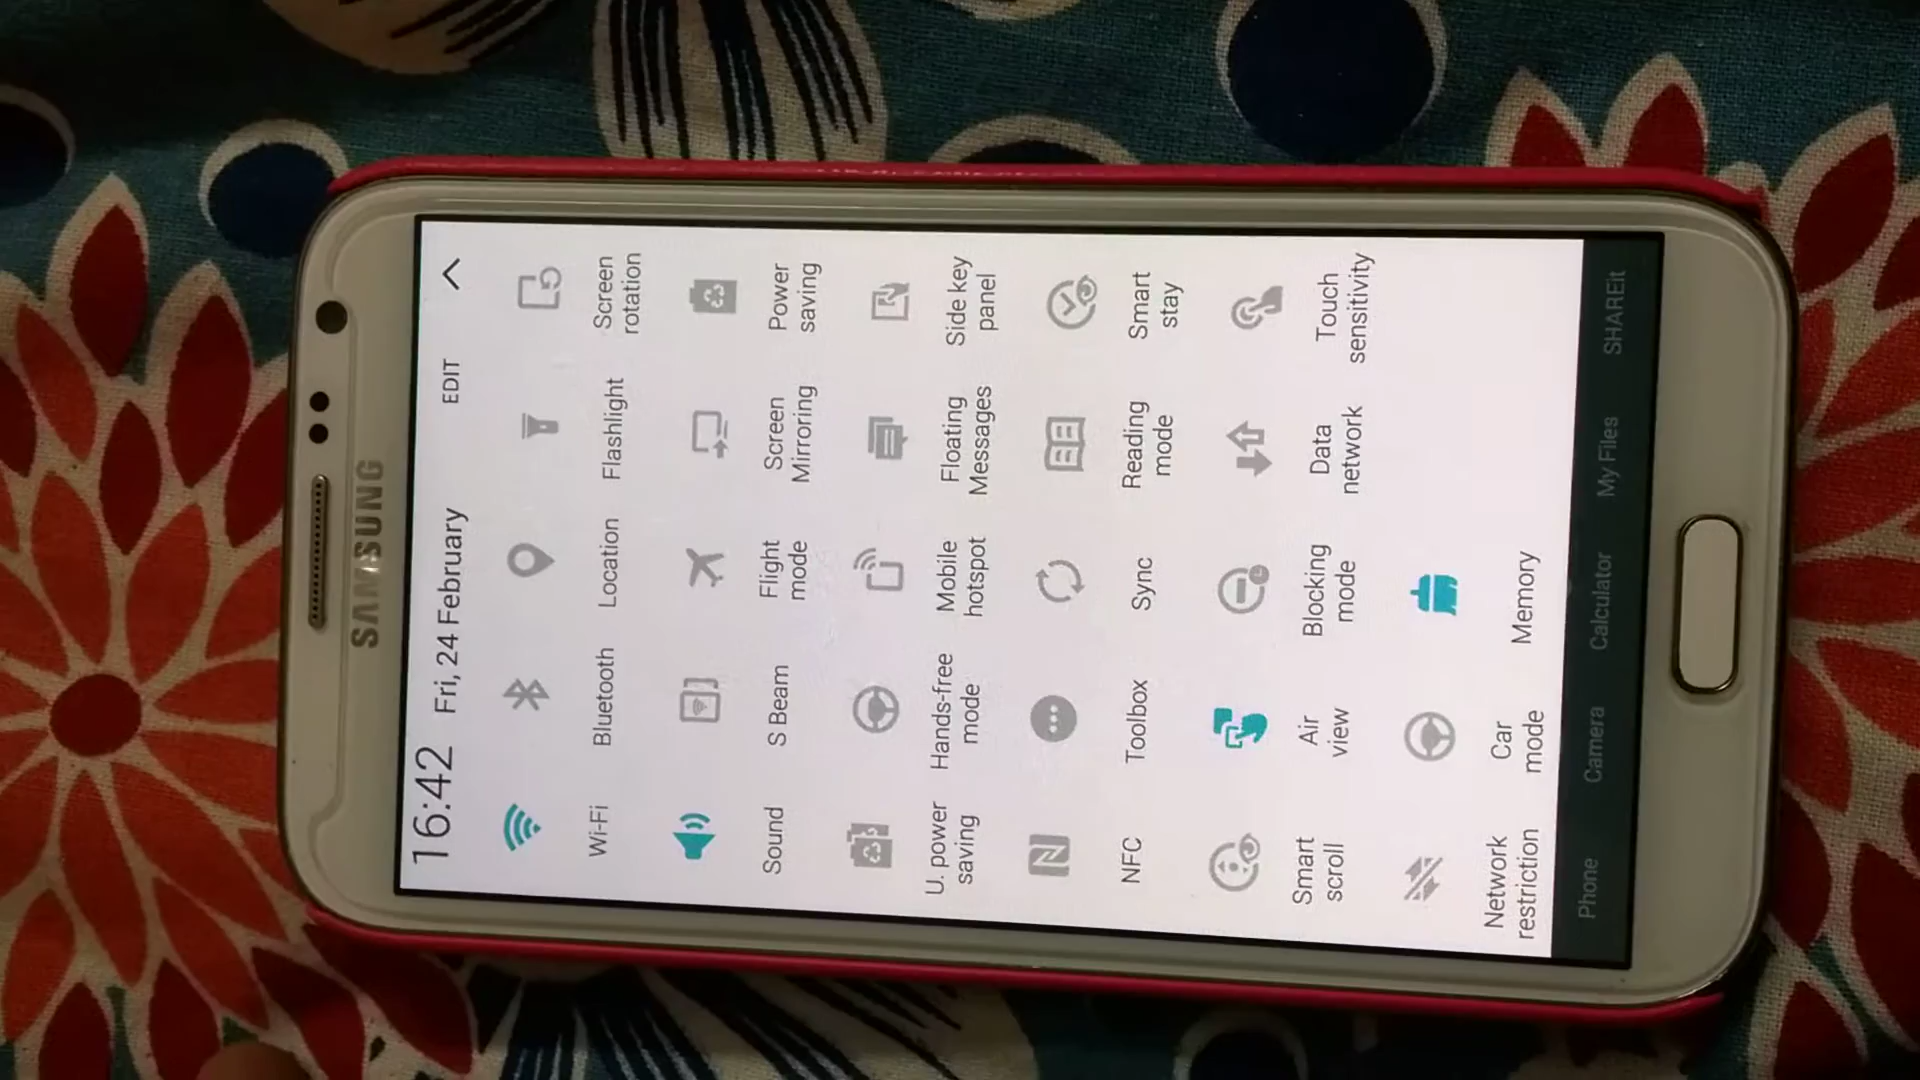 SAMSUNG
16:42 Fri, 24 February EDIT
Wi-Fi Bluetooth Location Flashlight Screen
rotation
Sound S Beam Flight
mode Screen
Mirroring Power
saving
U. power
saving Hands-free
mode Mobile
hotspot Floating
Messages Side key
panel
NFC Toolbox Sync Reading
mode Smart
stay
Smart
scroll Air
view Blocking
mode Data
network Touch
sensitivity
Network
restriction Car
mode Memory
Phone Camera Calculator My Files SHAREit